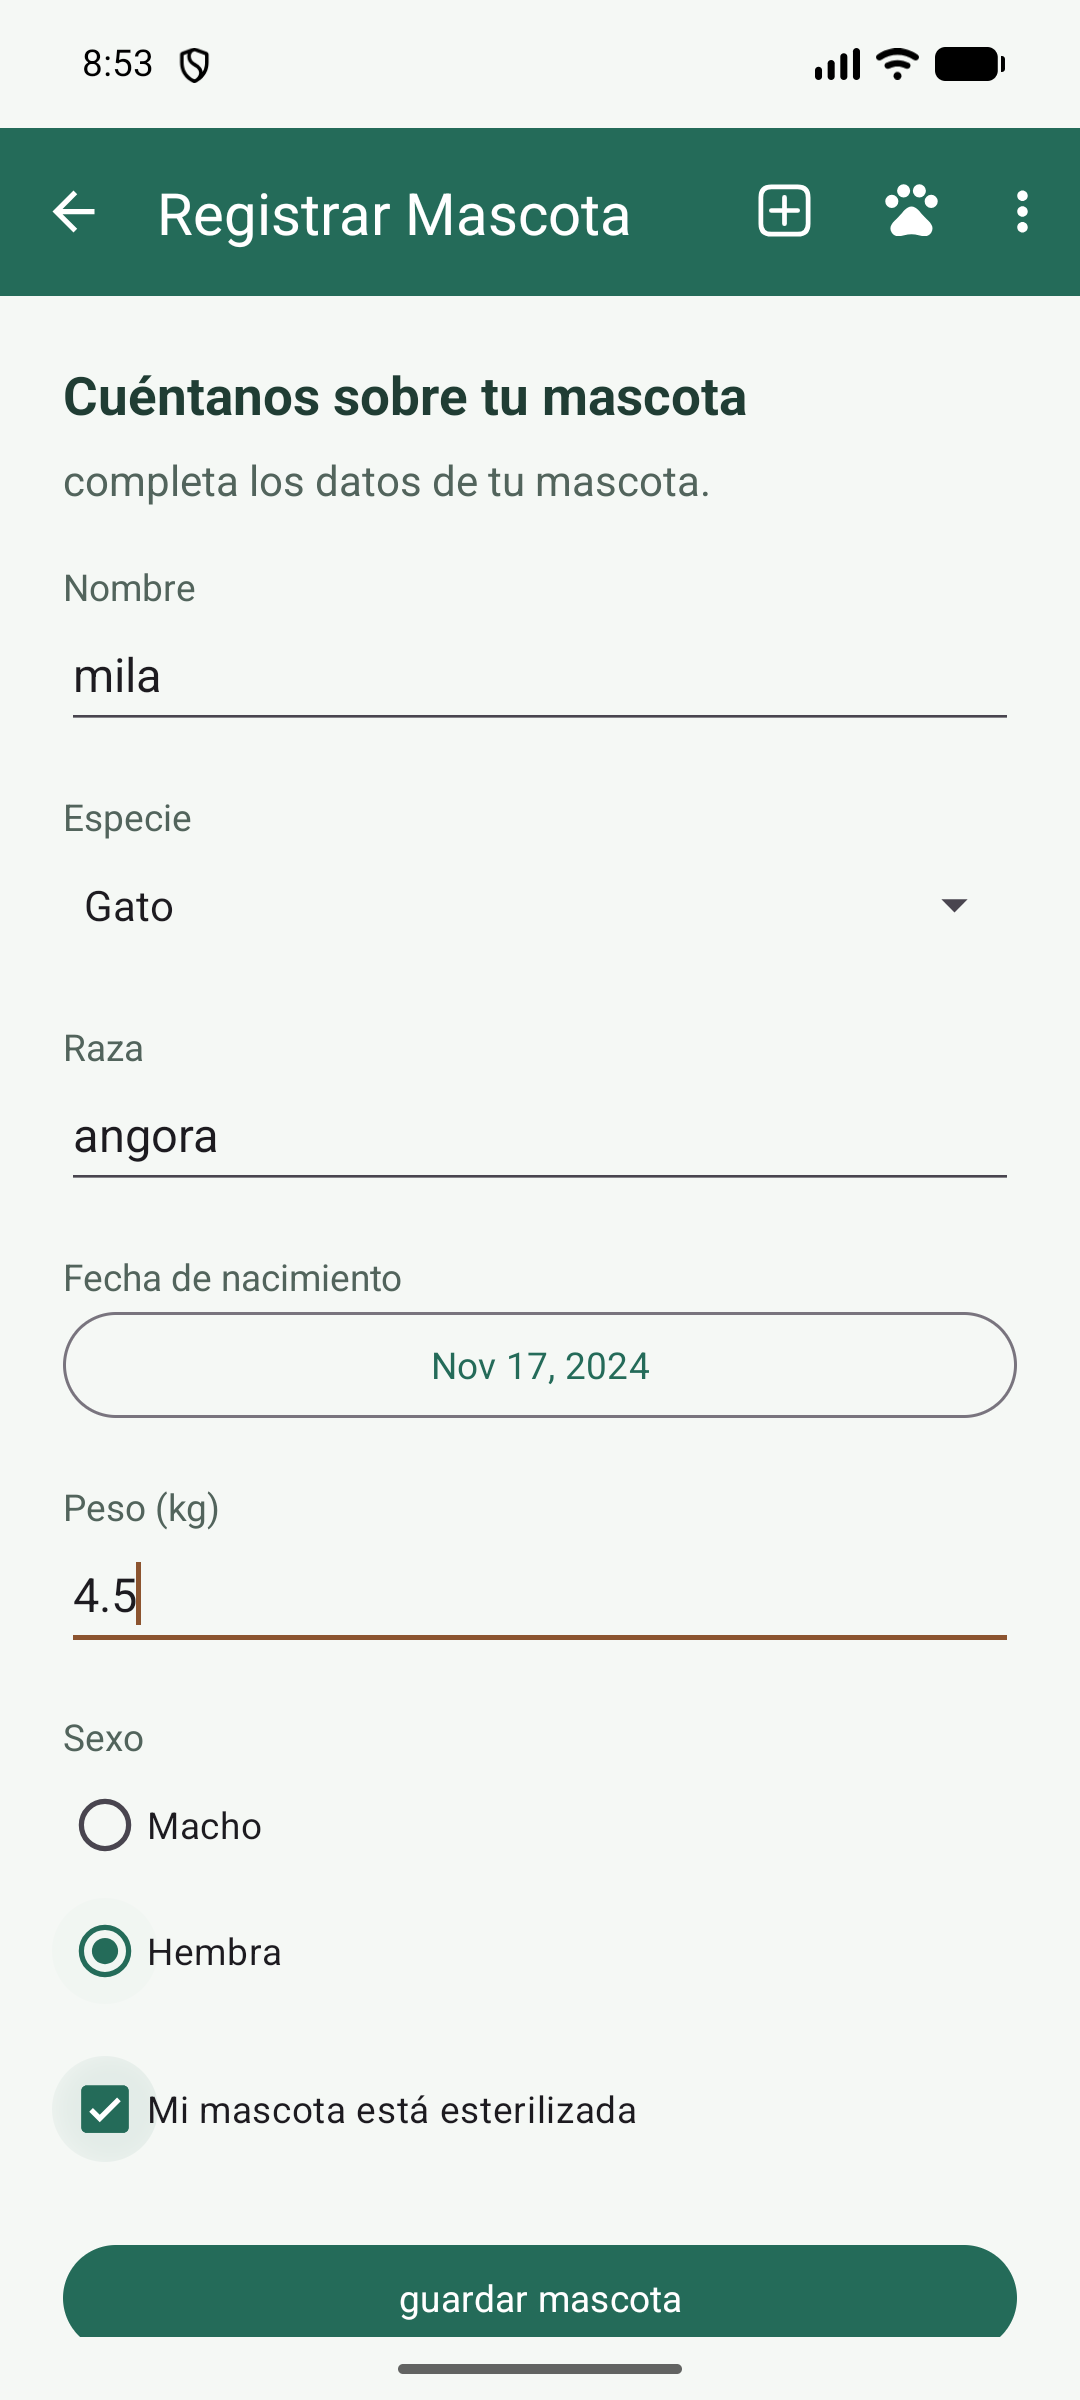 8:53
Registrar Mascota
Cuéntanos sobre tu mascota
completa los datos de tu mascota.
Nombre
mila
Especie
Gato
Raza
angora
Fecha de nacimiento
Nov 17, 2024
Peso (kg)
4.5
Sexo
Macho
Hembra
Mi mascota está esterilizada
guardar mascota